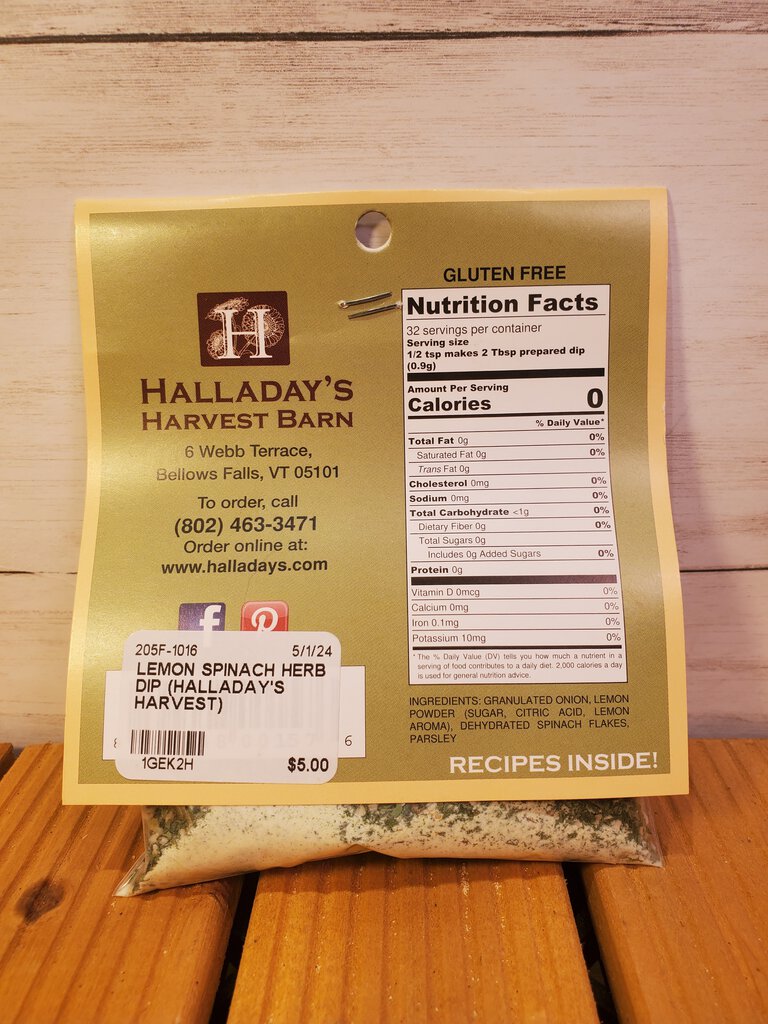 H
HALLADAY'S
HARVEST BARN
6 Webb Terrace,
Bellows Falls, VT 05101
To order, call
(802) 463-3471
Order online at:
www.halladays.com
f
205F-1016 5/1/24
LEMON SPINACH HERB
DIP (HALLADAY'S
HARVEST)
1GEK2H $5.00
6
GLUTEN FREE
Nutrition Facts
32 servings per container
Serving size
1/2 tsp makes 2 Tbsp prepared dip
(0.9g)
Amount Per Serving
Calories 0
% Daily Value*
Total Fat 0g 0%
Saturated Fat 0g 0%
Trans Fat 0g
Cholesterol 0mg 0%
Sodium 0mg 0%
Total Carbohydrate <1g 0%
Dietary Fiber 0g 0%
Total Sugars 0g
Includes 0g Added Sugars 0%
Protein 0g
Vitamin D 0mcg 0%
Calcium 0mg 0%
Iron 0.1mg 0%
Potassium 10mg 0%
*The % Daily Value (DV) tells you how much a nutrient in a
serving of food contributes to a daily diet. 2,000 calories a day
is used for general nutrition advice.
INGREDIENTS: GRANULATED ONION, LEMON
POWDER (SUGAR, CITRIC ACID, LEMON
AROMA), DEHYDRATED SPINACH FLAKES,
PARSLEY
RECIPES INSIDE!